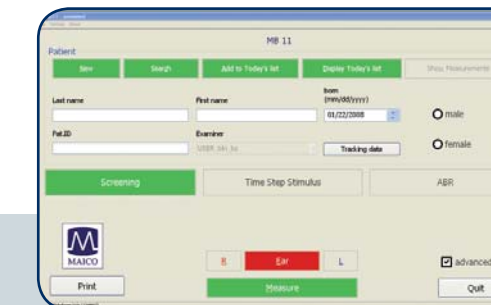 MB 11
Patient
New Search Add to Today's list Display Today's list Show Measurements
Last name First name born
(mm/dd/yyyy)
01/22/2008
male
Pat.ID Examiner
Tracking data
female
Screening Time Step Stimulus ABR
MAICO
R Ear L
advanced
Print Measure Quit